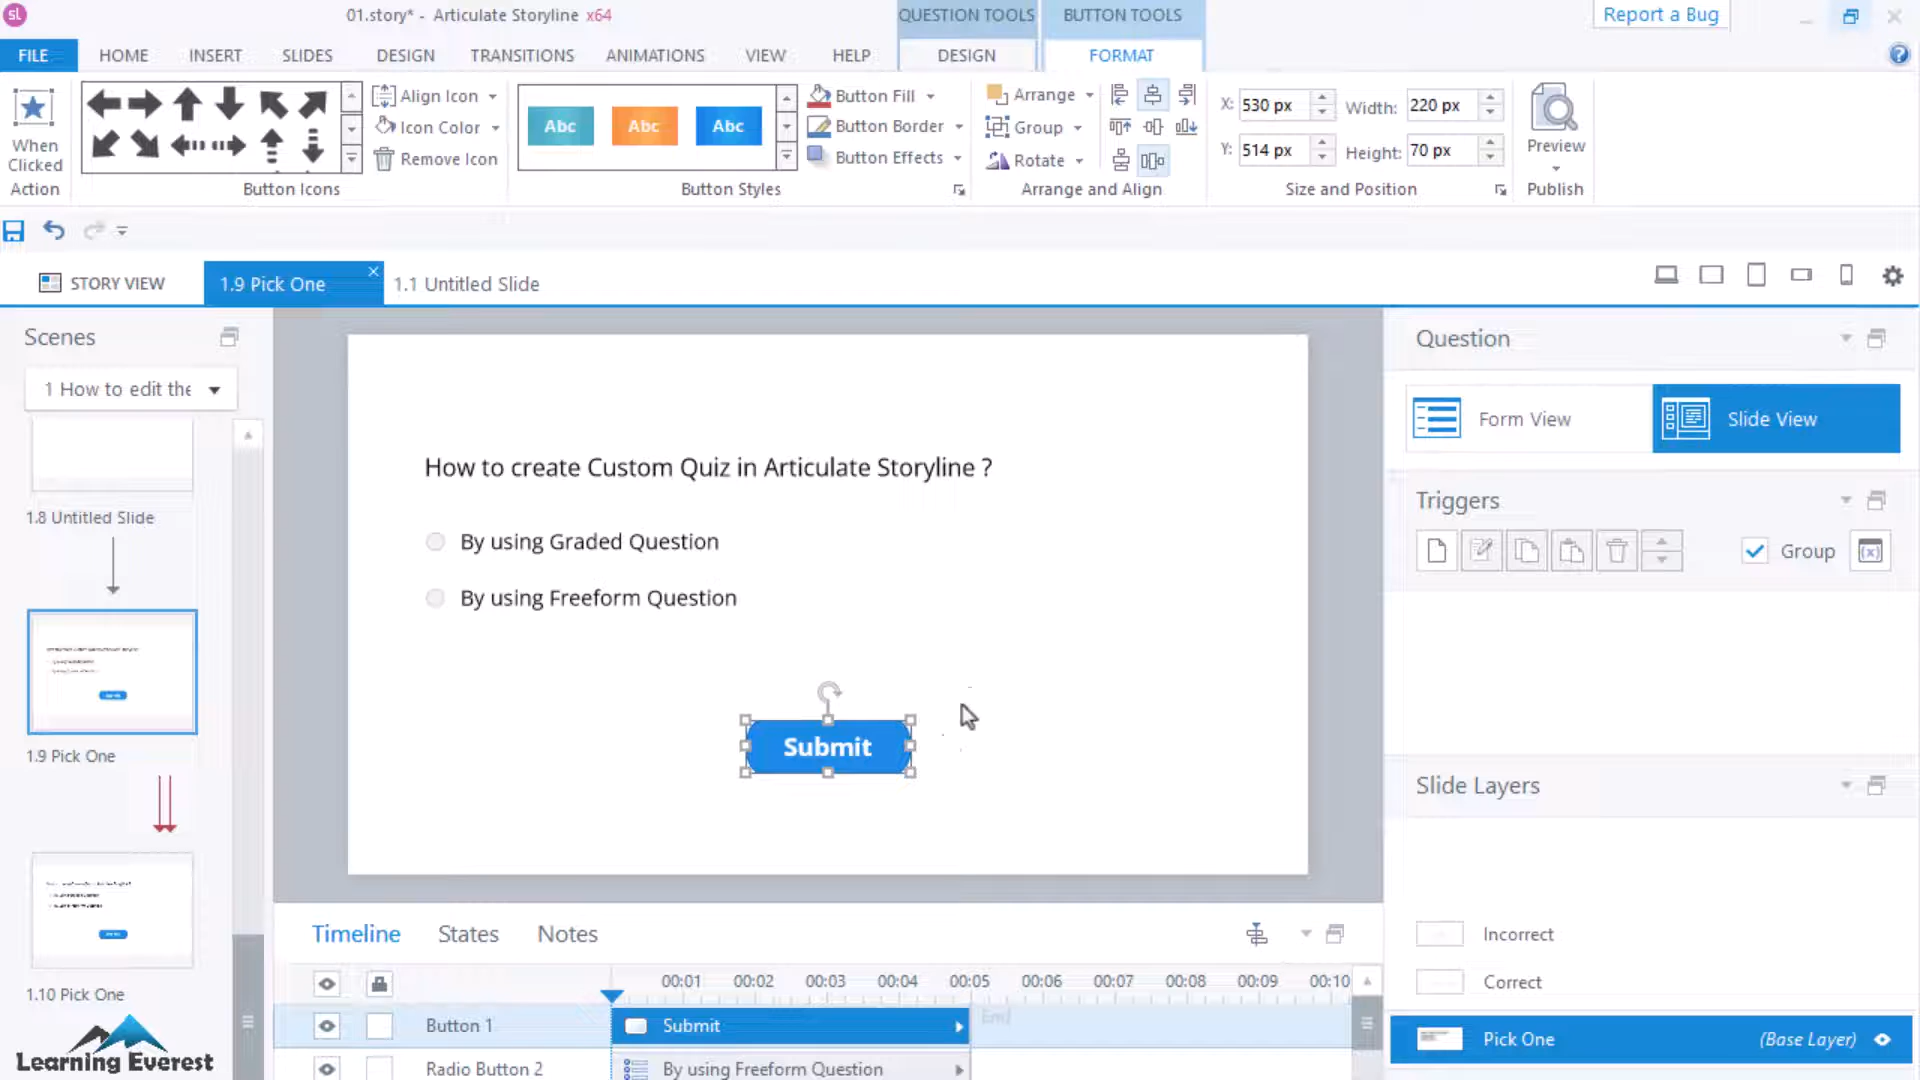 sl
01.story* - Articulate Storyline x64
QUESTION TOOLS
BUTTON TOOLS
Report a Bug
FILE
HOME
INSERT
SLIDES
DESIGN
TRANSITIONS
ANIMATIONS
VIEW
HELP
DESIGN
FORMAT
When Clicked
Action
Align Icon
Icon Color
Remove Icon
Button Icons
Abc
Abc
Abc
Button Styles
Button Fill
Button Border
Button Effects
Arrange
Group
Rotate
Arrange and Align
X: 530 px
Width: 220 px
Y: 514 px
Height: 70 px
Size and Position
Preview
Publish
STORY VIEW
1.9 Pick One
1.1 Untitled Slide
Scenes
1 How to edit the
1.8 Untitled Slide
1.9 Pick One
1.10 Pick One
Learning Everest
How to create Custom Quiz in Articulate Storyline ?
By using Graded Question
By using Freeform Question
Submit
Question
Form View
Slide View
Triggers
Group
(x)
Slide Layers
Incorrect
Correct
Pick One
(Base Layer)
Timeline
States
Notes
00:01 00:02 00:03 00:04 00:05 00:06 00:07 00:08 00:09 00:10
Button 1
Submit
End
Radio Button 2
By using Freeform Question